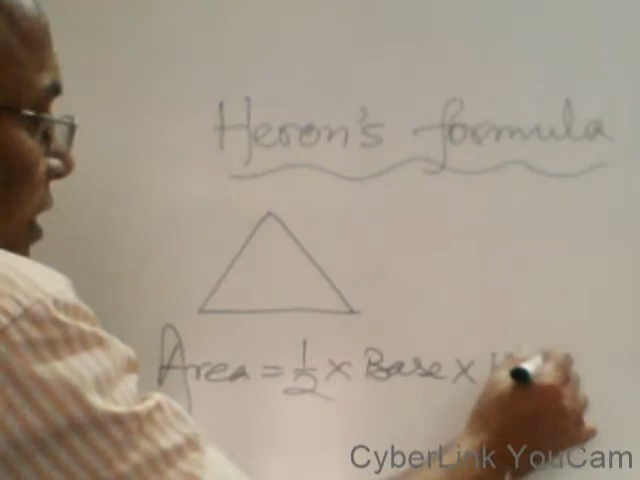 Heron's formula
Area = 1/2 x Base x
CyberLink YouCam